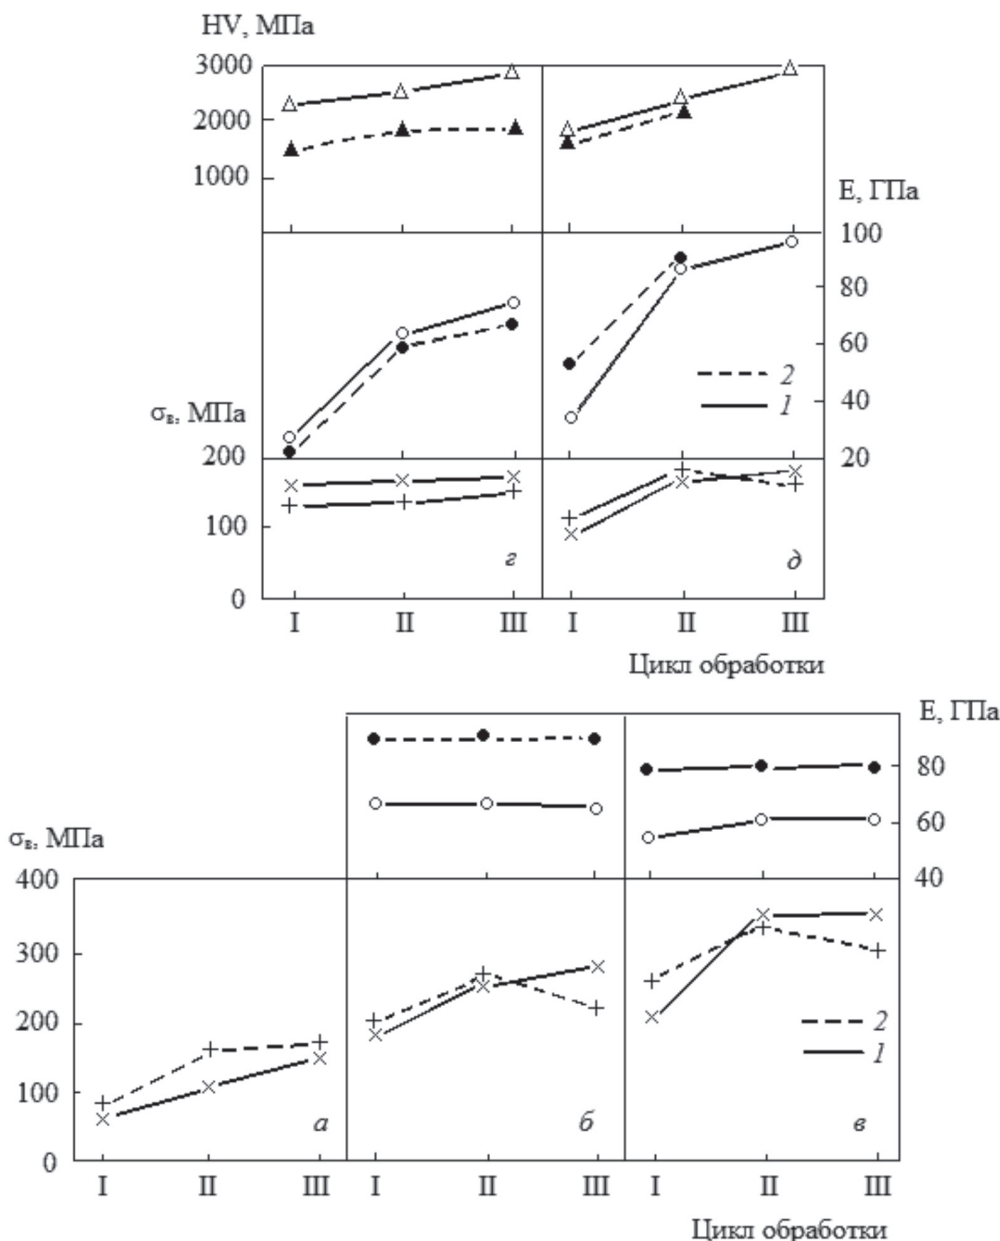 HV, МПа
3000
2000
1000
E, ГПа
100
80
60
40
20
2
1
σв, МПа
200
100
0
г
д
I II III I II III
Цикл обработки
E, ГПа
80
60
40
σв, МПа
400
300
200
100
0
2
1
а
б
в
I II III I II III I II III
Цикл обработки